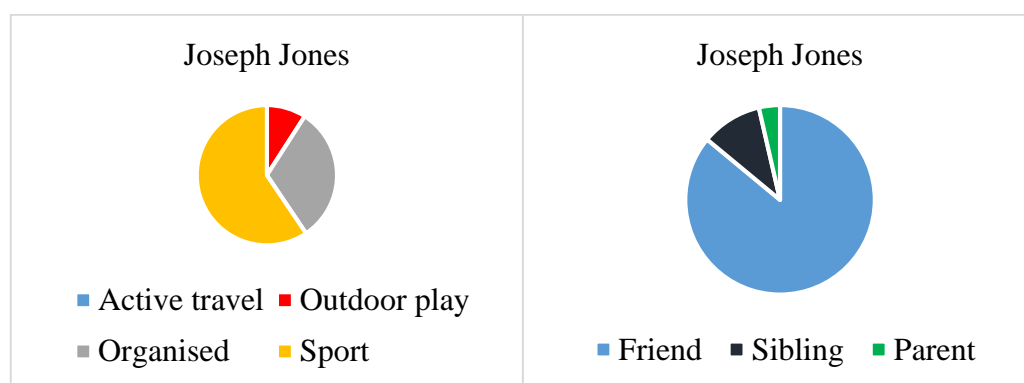 Joseph Jones
Active travel Outdoor play
Organised Sport
Joseph Jones
Friend Sibling Parent